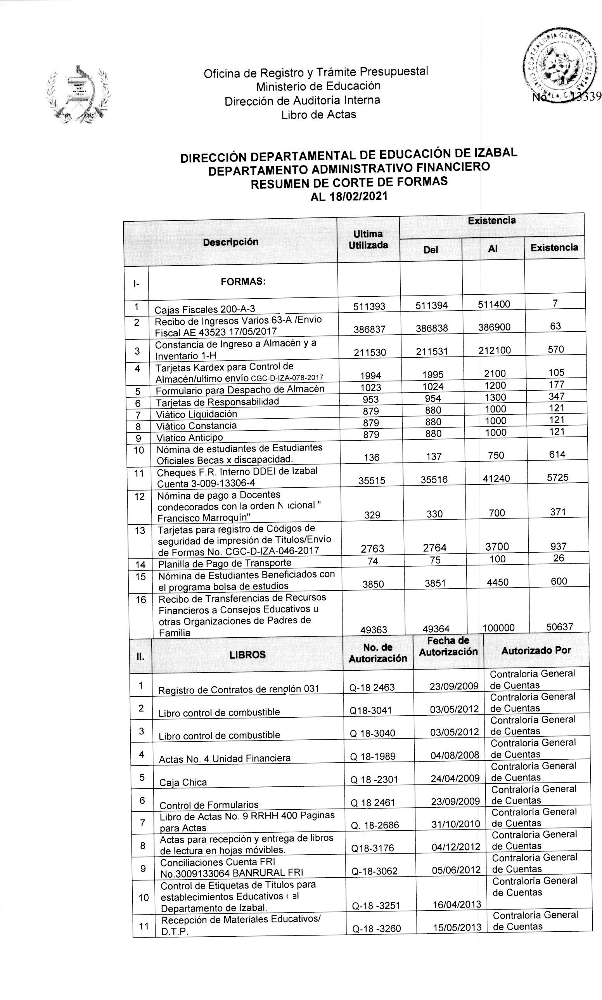 CONTRALORIA GENERAL DE CUENTAS
GUATEMALA, C.A.
Oficina de Registro y Trámite Presupuestal
Ministerio de Educación
Dirección de Auditoría Interna
Libro de Actas
No 13339
DIRECCIÓN DEPARTAMENTAL DE EDUCACIÓN DE IZABAL
DEPARTAMENTO ADMINISTRATIVO FINANCIERO
RESUMEN DE CORTE DE FORMAS
AL 18/02/2021
Descripción Ultima Utilizada Existencia
Del Al Existencia
I- FORMAS:
1 Cajas Fiscales 200-A-3 511393 511394 511400 7
2 Recibo de Ingresos Varios 63-A /Envío
Fiscal AE 43523 17/05/2017 386837 386838 386900 63
3 Constancia de Ingreso a Almacén y a
Inventario 1-H 211530 211531 212100 570
4 Tarjetas Kardex para Control de
Almacén/ultimo envío CGC-D-IZA-078-2017 1994 1995 2100 105
5 Formulario para Despacho de Almacén 1023 1024 1200 177
6 Tarjetas de Responsabilidad 953 954 1300 347
7 Viático Liquidación 879 880 1000 121
8 Viático Constancia 879 880 1000 121
9 Viatico Anticipo 879 880 1000 121
10 Nómina de estudiantes de Estudiantes
Oficiales Becas x discapacidad. 136 137 750 614
11 Cheques F.R. Interno DDEI de Izabal
Cuenta 3-009-13306-4 35515 35516 41240 5725
12 Nómina de pago a Docentes
condecorados con la orden Nacional "
Francisco Marroquín" 329 330 700 371
13 Tarjetas para registro de Códigos de
seguridad de impresión de Títulos/Envío
de Formas No. CGC-D-IZA-046-2017 2763 2764 3700 937
14 Planilla de Pago de Transporte 74 75 100 26
15 Nómina de Estudiantes Beneficiados con
el programa bolsa de estudios 3850 3851 4450 600
16 Recibo de Transferencias de Recursos
Financieros a Consejos Educativos u
otras Organizaciones de Padres de
Familia 49363 49364 100000 50637
II. LIBROS No. de Autorización Fecha de Autorización Autorizado Por
1 Registro de Contratos de renglón 031 Q-18 2463 23/09/2009 Contraloría General
de Cuentas
2 Libro control de combustible Q18-3041 03/05/2012 Contraloría General
de Cuentas
3 Libro control de combustible Q 18-3040 03/05/2012 Contraloría General
de Cuentas
4 Actas No. 4 Unidad Financiera Q 18-1989 04/08/2008 Contraloría General
de Cuentas
5 Caja Chica Q 18 -2301 24/04/2009 Contraloría General
de Cuentas
6 Control de Formularios Q 18 2461 23/09/2009 Contraloría General
de Cuentas
7 Libro de Actas No. 9 RRHH 400 Paginas
para Actas Q. 18-2686 31/10/2010 Contraloría General
de Cuentas
8 Actas para recepción y entrega de libros
de lectura en hojas móvibles. Q18-3176 04/12/2012 Contraloría General
de Cuentas
9 Conciliaciones Cuenta FRI
No.3009133064 BANRURAL FRI Q-18-3062 05/06/2012 Contraloría General
de Cuentas
10 Control de Etiquetas de Títulos para
establecimientos Educativos del
Departamento de Izabal. Q-18 -3251 16/04/2013 Contraloría General
de Cuentas
11 Recepción de Materiales Educativos/
D.T.P. Q-18 -3260 15/05/2013 Contraloría General
de Cuentas